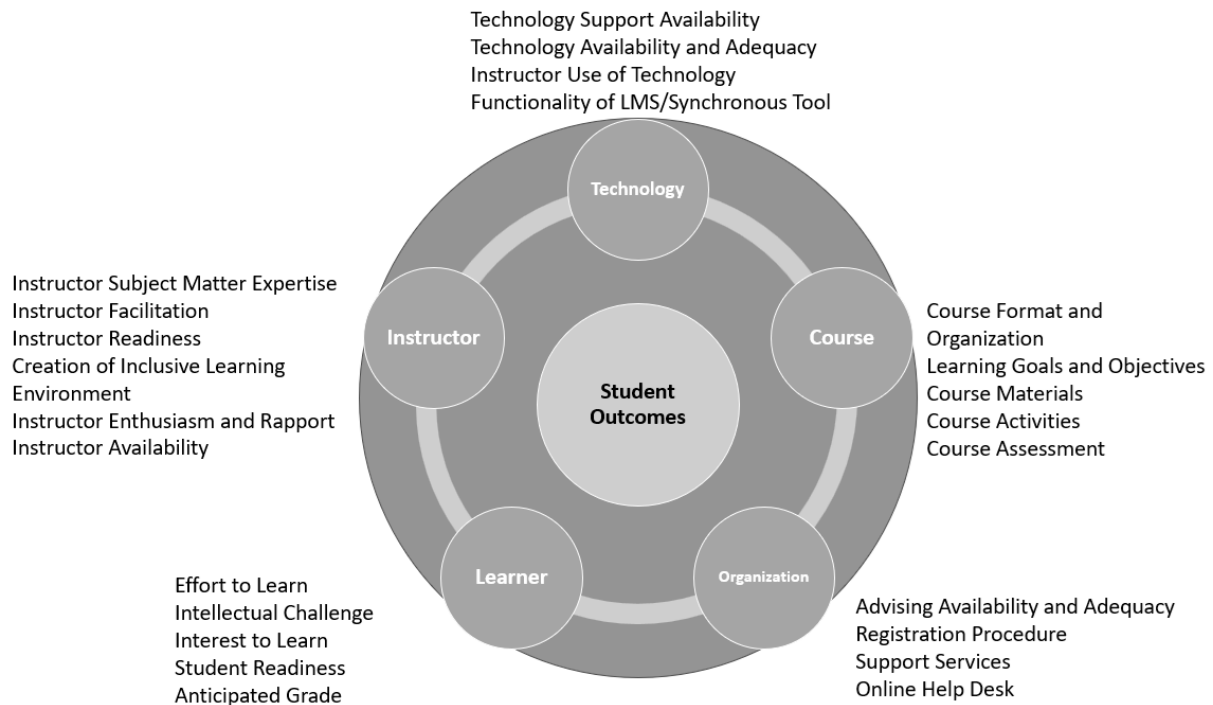 Technology Support Availability
Technology Availability and Adequacy
Instructor Use of Technology
Functionality of LMS/Synchronous Tool
Technology
Instructor Subject Matter Expertise
Instructor Facilitation
Instructor Readiness
Creation of Inclusive Learning
Environment
Instructor Enthusiasm and Rapport
Instructor Availability
Instructor
Student
Outcomes
Course
Course Format and
Organization
Learning Goals and Objectives
Course Materials
Course Activities
Course Assessment
Effort to Learn
Intellectual Challenge
Interest to Learn
Student Readiness
Anticipated Grade
Learner
Organization
Advising Availability and Adequacy
Registration Procedure
Support Services
Online Help Desk